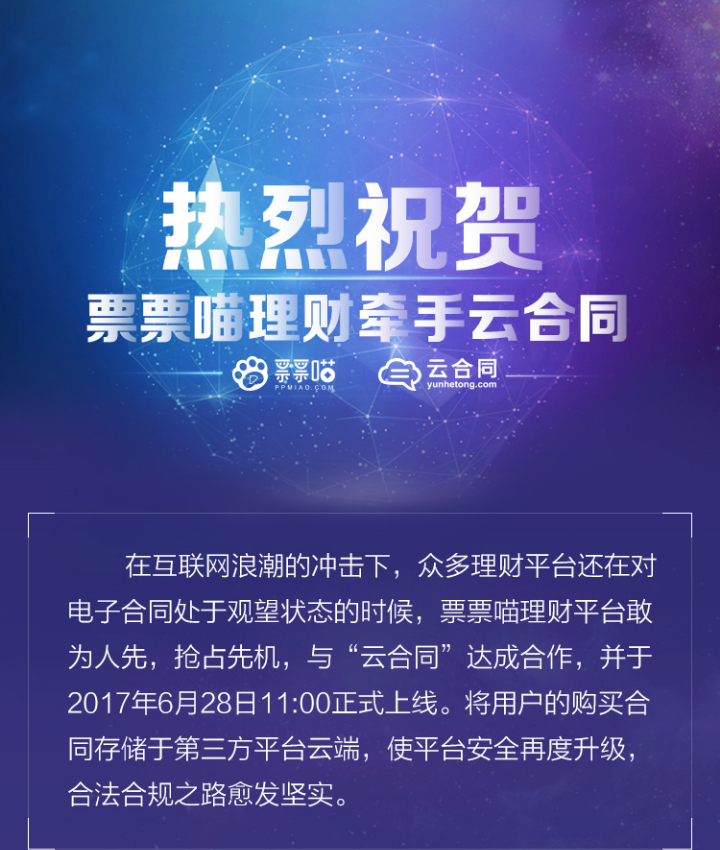 热烈祝贺
票票喵理财牵手云合同
票票喵
PPMIAO.COM
云合同
yunhetong.com
在互联网浪潮的冲击下，众多理财平台还在对
电子合同处于观望状态的时候，票票喵理财平台敢
为人先，抢占先机，与“云合同”达成合作，并于
2017年6月28日11:00正式上线。将用户的购买合
同存储于第三方平台云端，使平台安全再度升级，
合法合规之路愈发坚实。